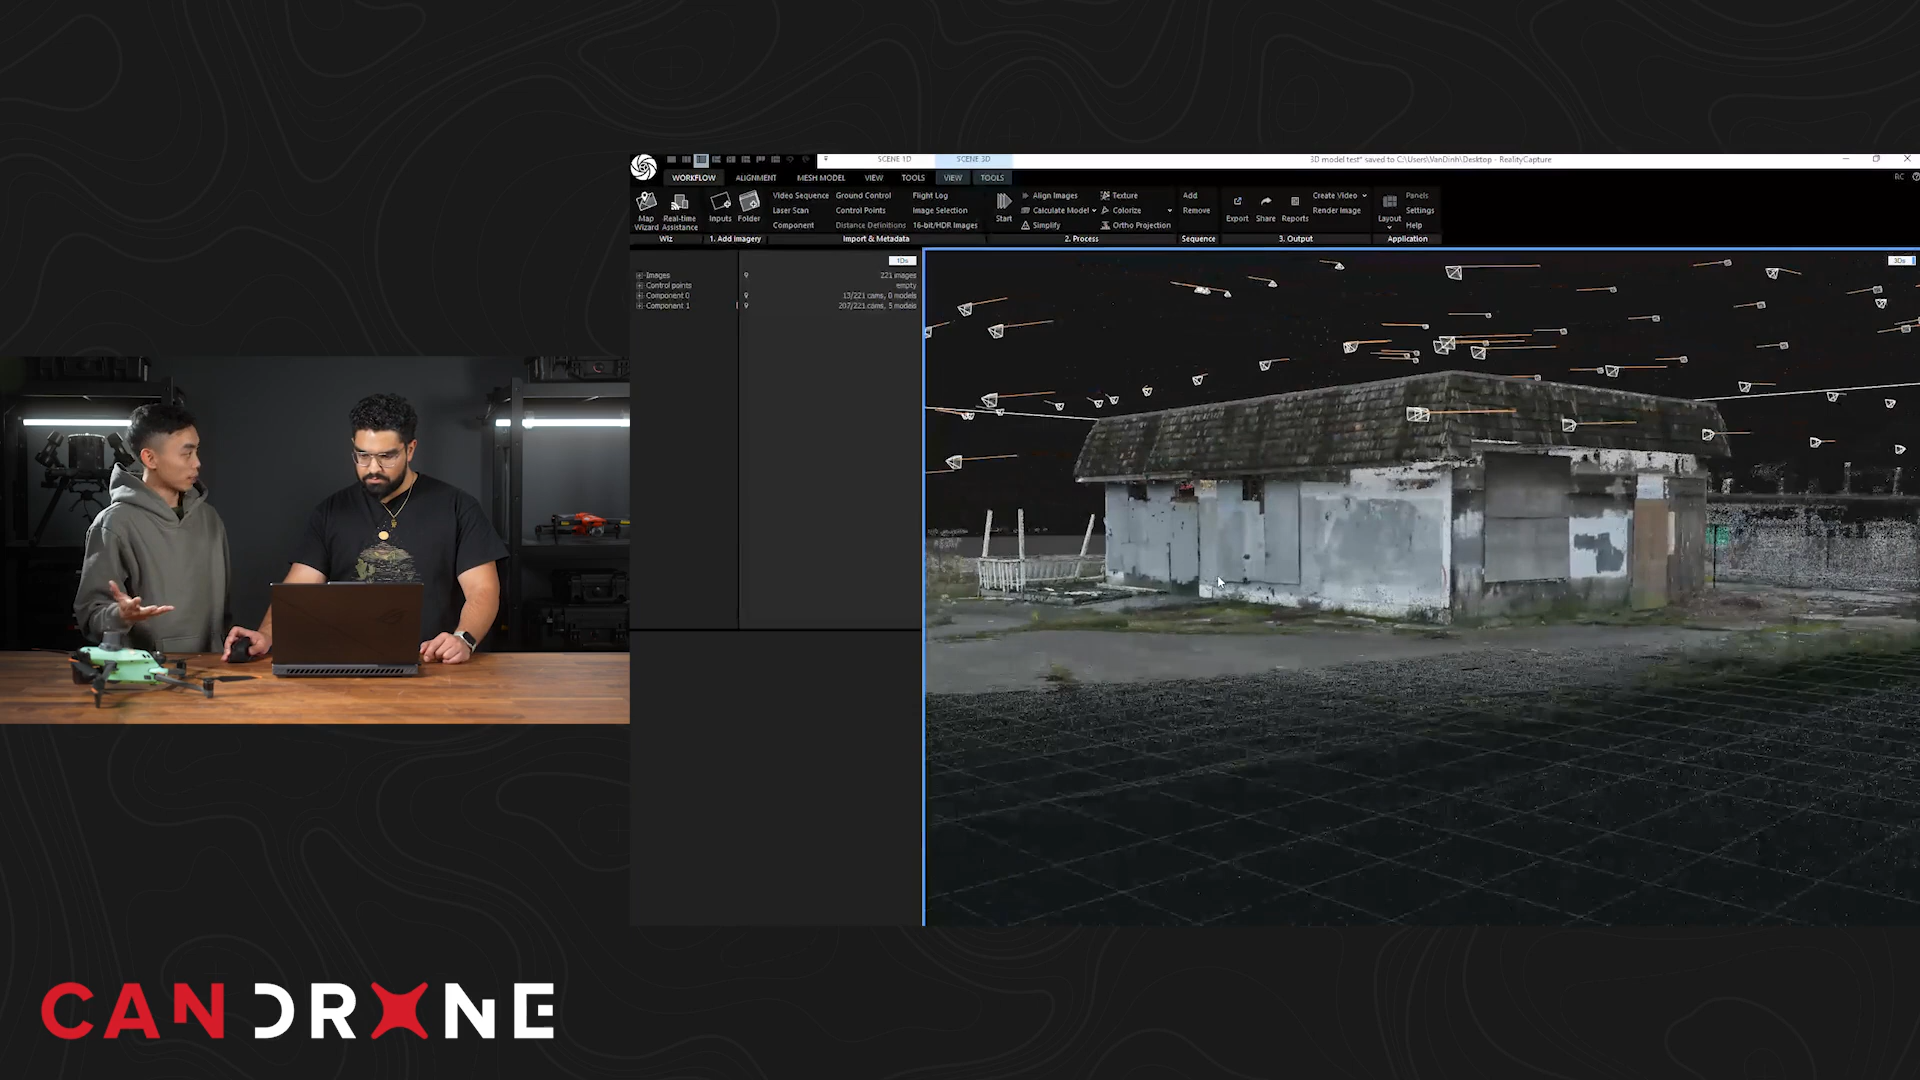 SCENE 1D
SCENE 3D
3D model test* saved to C:\Users\VanDinh\Desktop - RealityCapture
WORKFLOW
ALIGNMENT
MESH MODEL
VIEW
TOOLS
VIEW
TOOLS
RC
Map Wizard
Real-time Assistance
Inputs
Folder
Video Sequence
Laser Scan
Component
Ground Control
Control Points
Distance Definitions
Flight Log
Image Selection
16-bit/HDR Images
Start
Align Images
Calculate Model
Simplify
Texture
Colorize
Ortho Projection
Add
Remove
Export
Share
Reports
Create Video
Render Image
Layout
Panels
Settings
Help
Wiz
1. Add imagery
Import & Metadata
2. Process
Sequence
3. Output
Application
1Ds
3Ds
Images
221 images
Control points
empty
Component 0
13/221 cams, 0 models
Component 1
207/221 cams, 5 models
CANDRONE